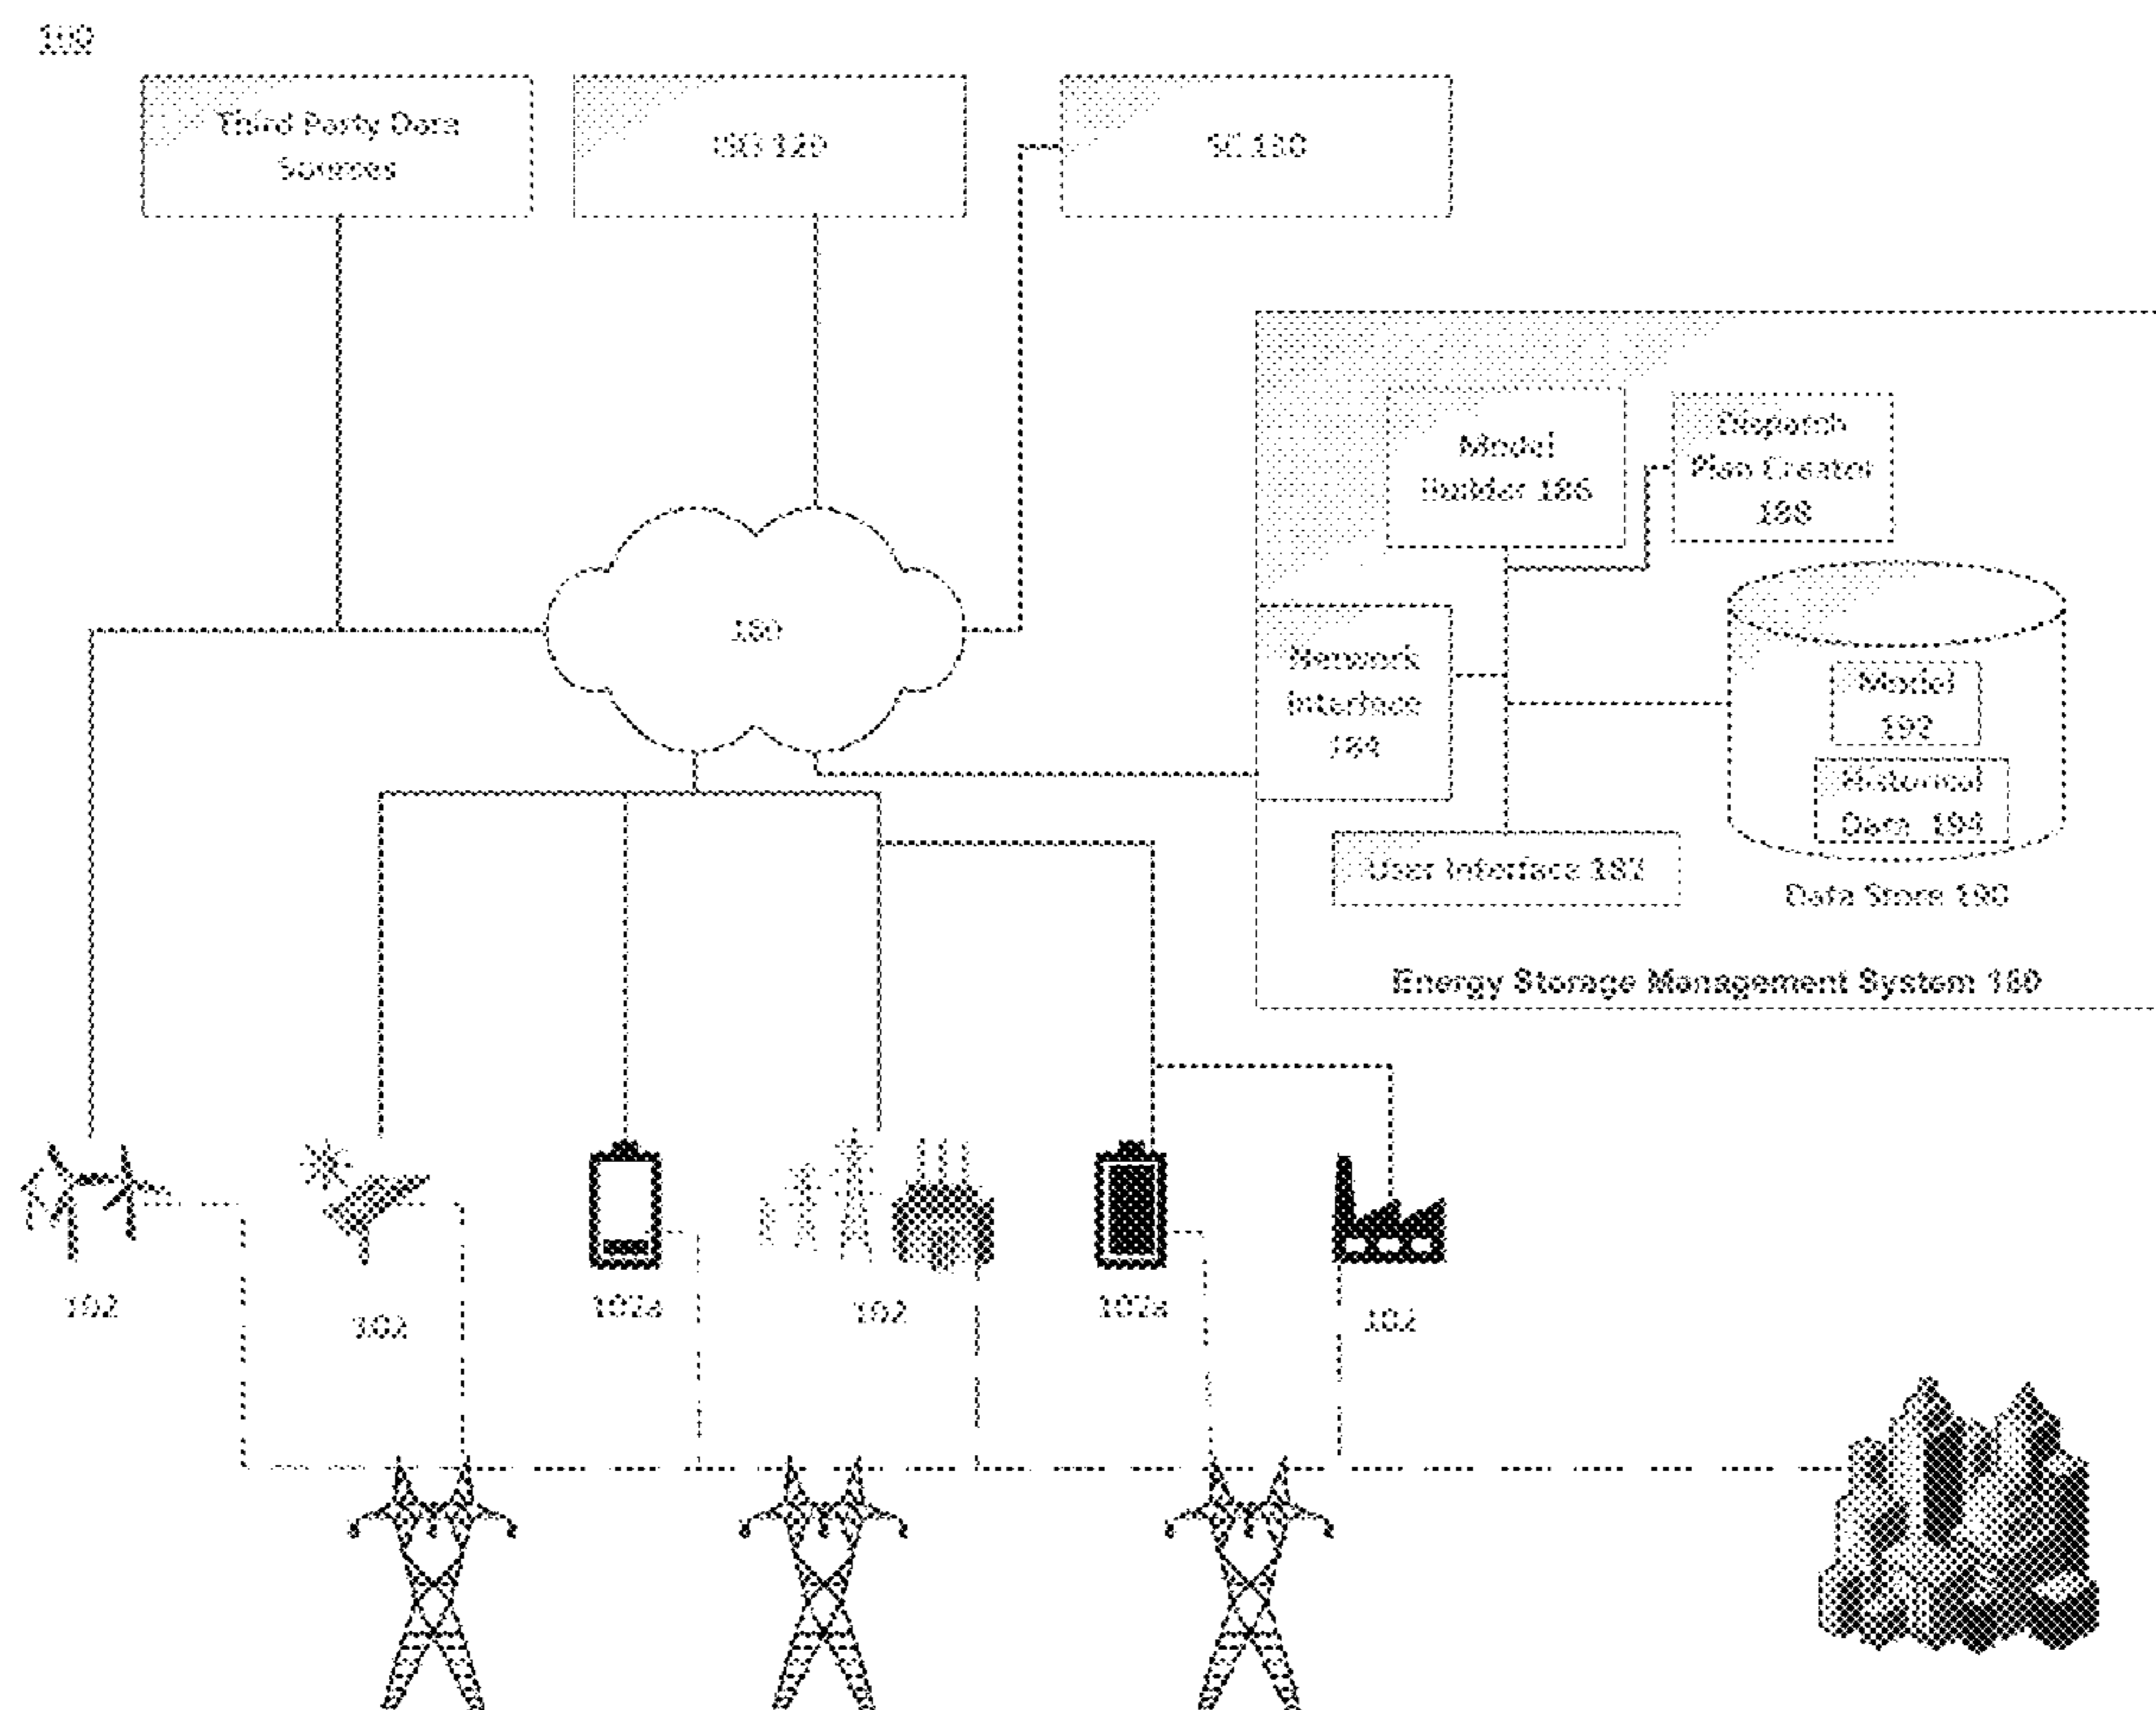 100
Third Party Data
Sources
ISO 120
SC 130
Model
Builder 186
Dispatch
Plan Creator
188
Network
Interface
184
Model
192
Historical
Data 194
User Interface 182
Data Store 190
Energy Storage Management System 180
102
102
102a
102
102a
102